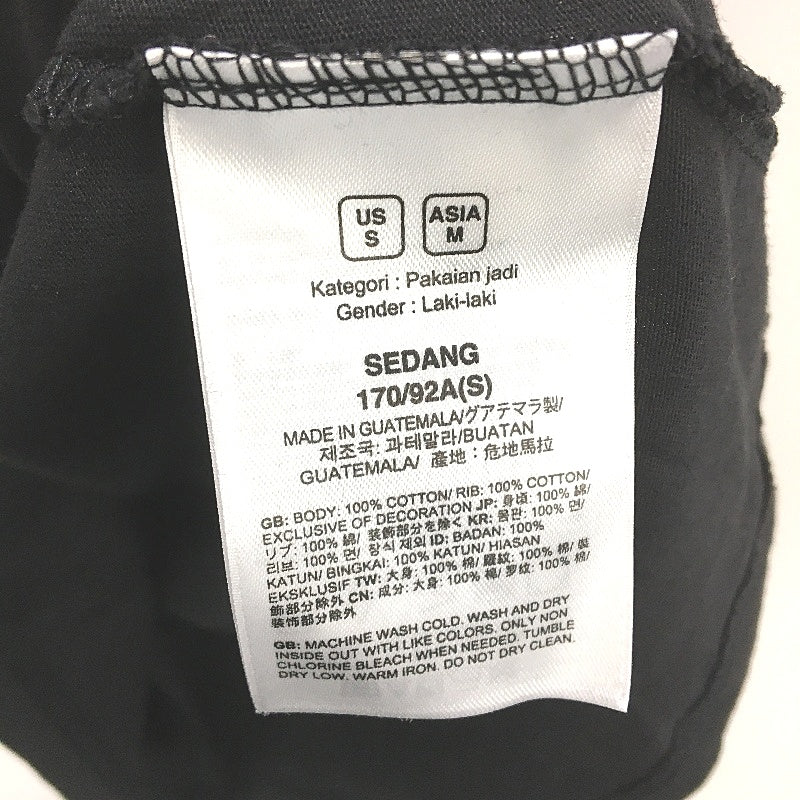 US
S
ASIA
M
Kategori : Pakaian jadi
Gender : Laki-laki
SEDANG
170/92A(S)
MADE IN GUATEMALA/グアテマラ製/
제조국: 과테말라/BUATAN
GUATEMALA/ 產地：危地馬拉
GB: BODY: 100% COTTON/ RIB: 100% COTTON/
EXCLUSIVE OF DECORATION JP: 身頃: 100% 綿/
リブ: 100% 綿/ 装飾部分を除く KR: 몸판: 100% 면/
리브: 100% 면/ 장식 제외 ID: BADAN: 100%
KATUN/ BINGKAI: 100% KATUN/ HIASAN
EKSKLUSIF TW: 大身: 100% 棉/ 羅紋: 100% 棉/ 裝
飾部分除外 CN: 成分: 大身: 100% 棉/ 罗纹: 100% 棉/
装饰部分除外
GB: MACHINE WASH COLD. WASH AND DRY
INSIDE OUT WITH LIKE COLORS. ONLY NON
CHLORINE BLEACH WHEN NEEDED. TUMBLE
DRY LOW. WARM IRON. DO NOT DRY CLEAN.